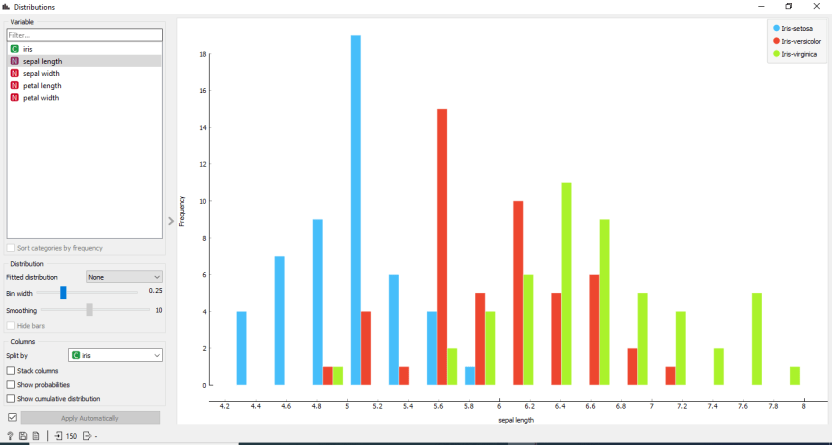 Distributions
Variable
Filter...
C iris
N sepal length
N sepal width
N petal length
N petal width
Sort categories by frequency
Distribution
Fitted distribution None
Bin width 0.25
Smoothing 10
Hide bars
Columns
Split by C iris
Stack columns
Show probabilities
Show cumulative distribution
Apply Automatically
150 -
Iris-setosa
Iris-versicolor
Iris-virginica
Frequency
18
16
14
12
10
8
6
4
2
0
4.2 4.4 4.6 4.8 5 5.2 5.4 5.6 5.8 6 6.2 6.4 6.6 6.8 7 7.2 7.4 7.6 7.8 8
sepal length